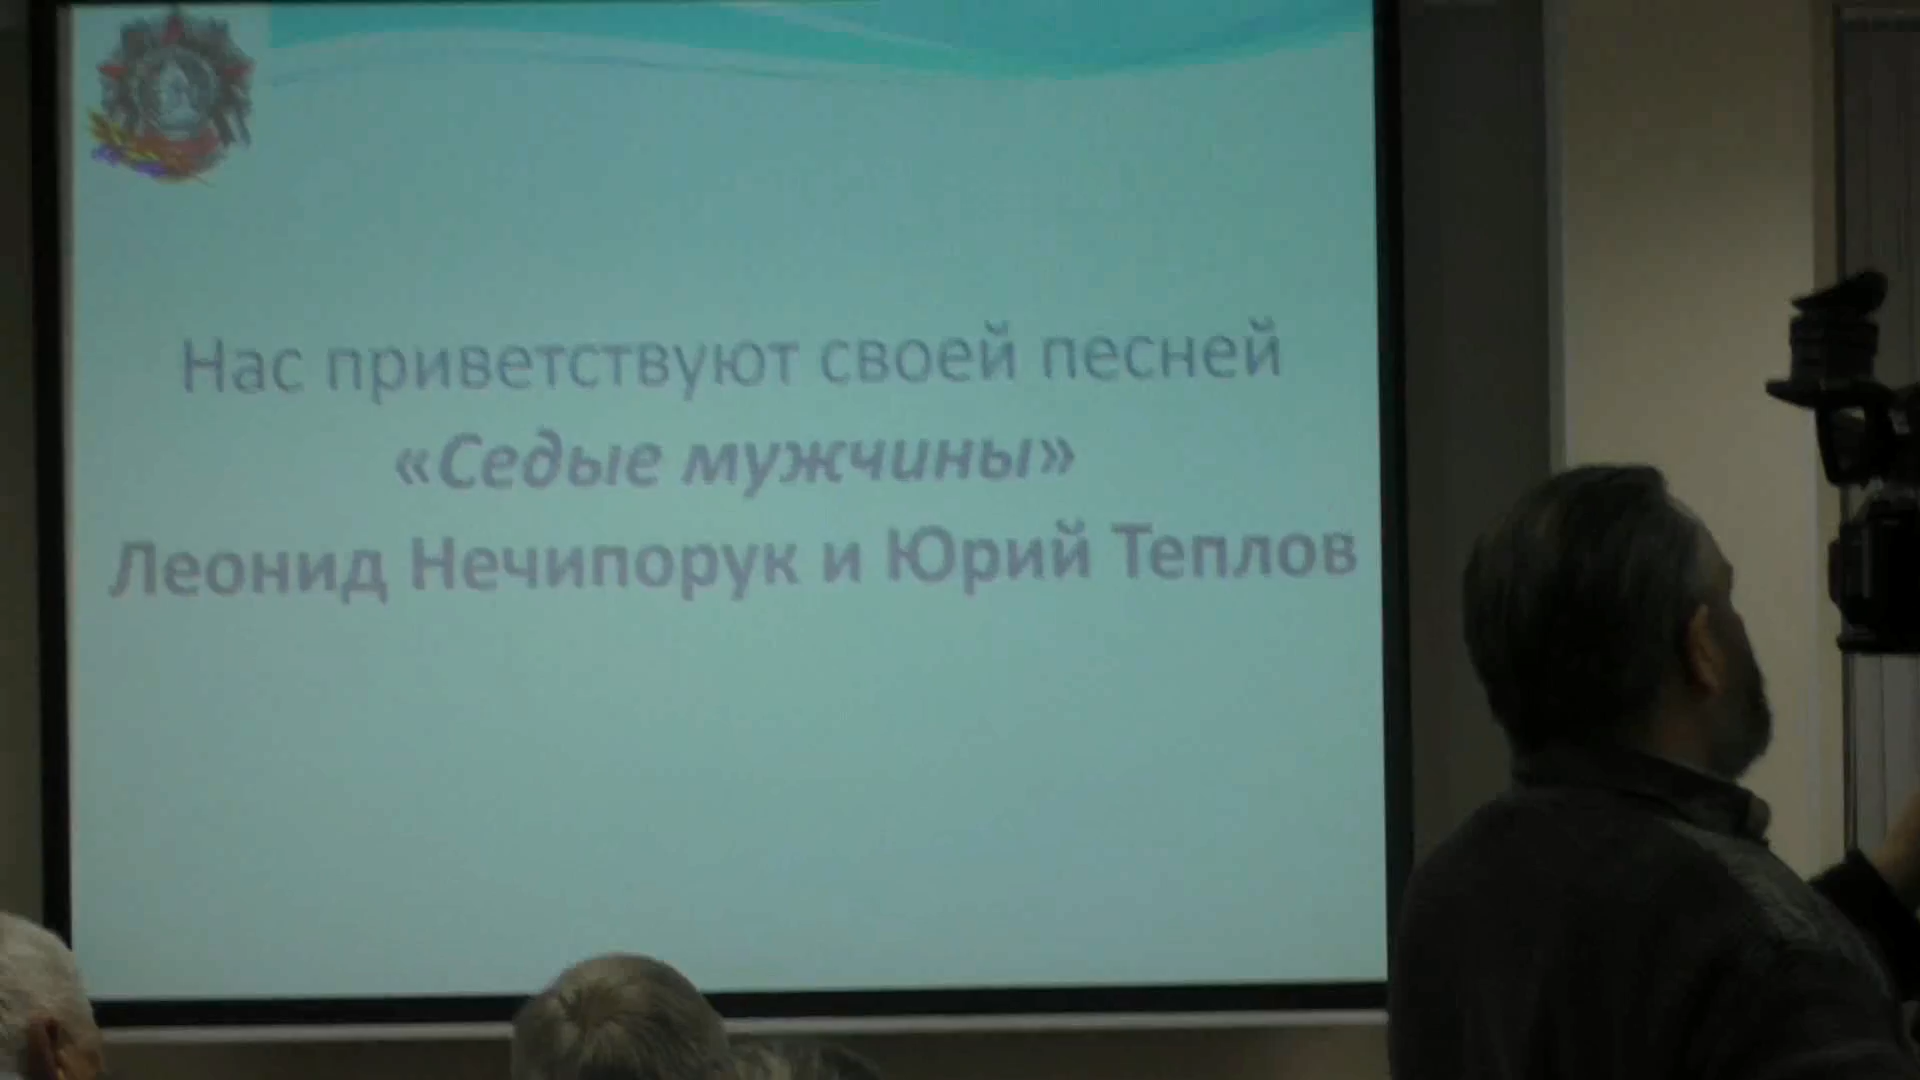 Нас приветствуют своей песней
«Седые мужчины»
Леонид Нечипорук и Юрий Теплов